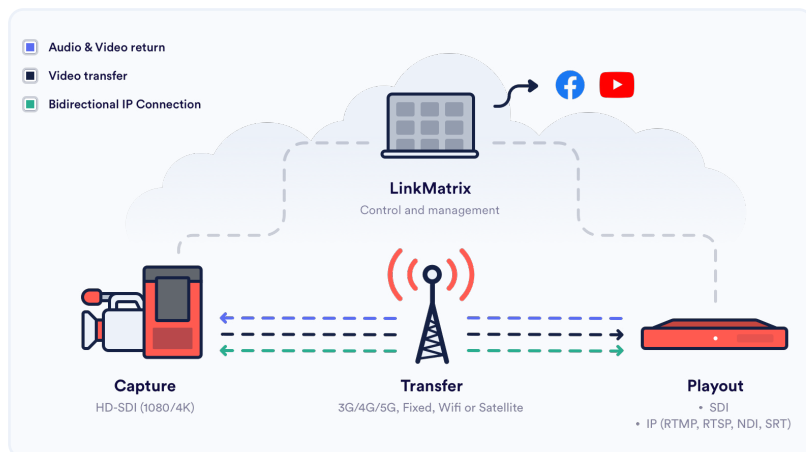 Audio & Video return
Video transfer
Bidirectional IP Connection
LinkMatrix
Control and management
Capture
HD-SDI (1080/4K)
Transfer
3G/4G/5G, Fixed, Wifi or Satellite
Playout
• SDI
• IP (RTMP, RTSP, NDI, SRT)